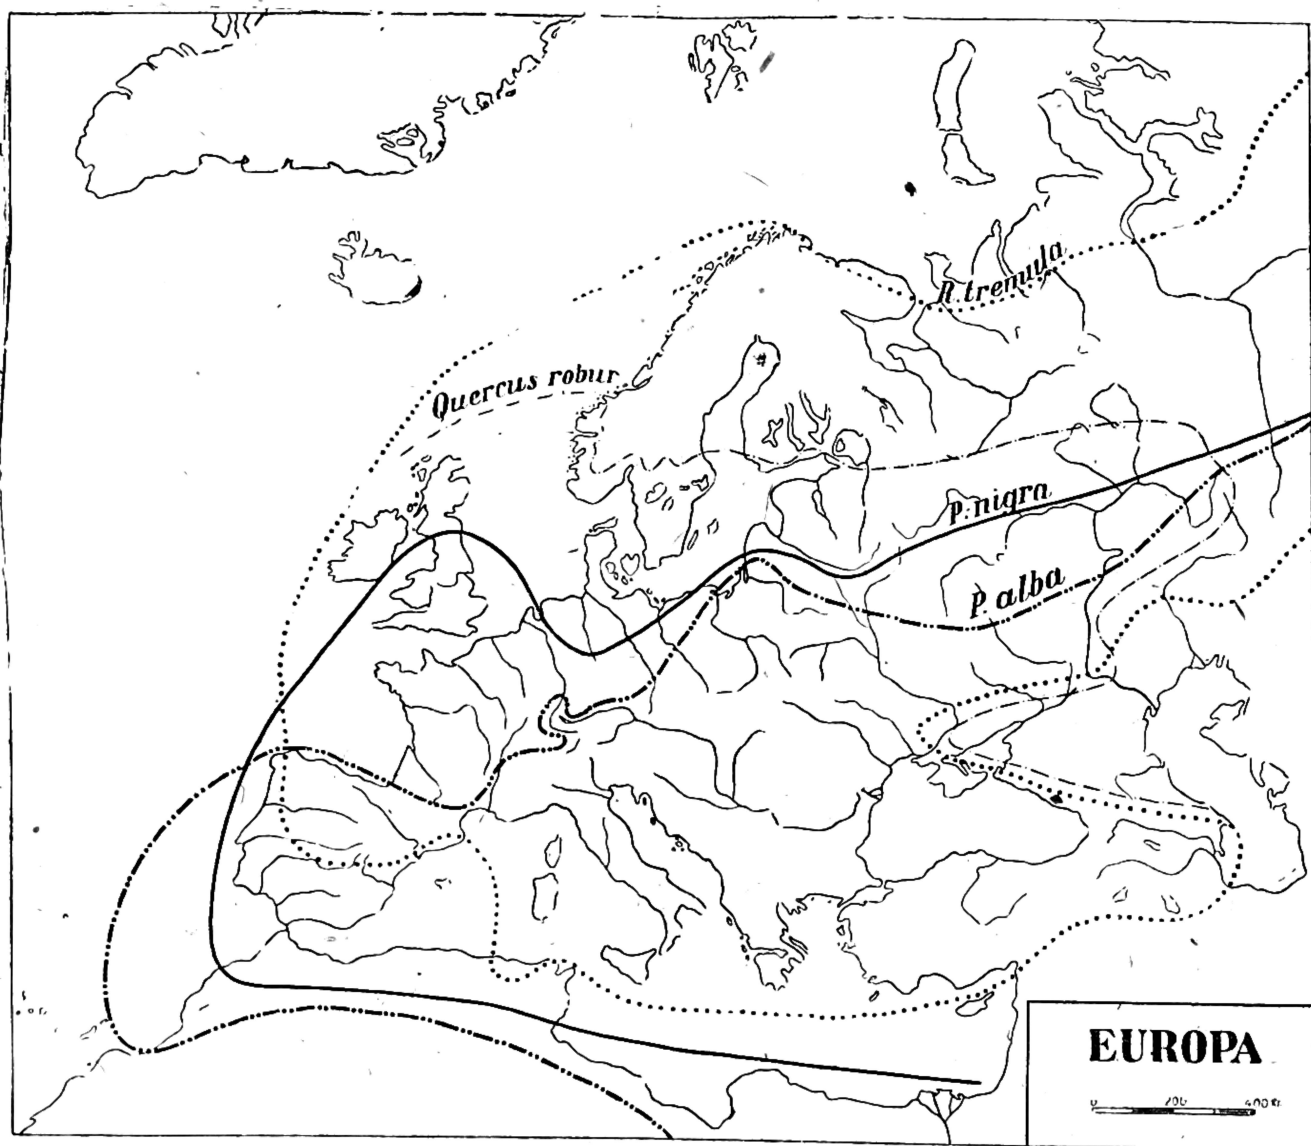 P. tremula
Quercus robur
P. nigra
P. alba
EUROPA
0 200 400 K.